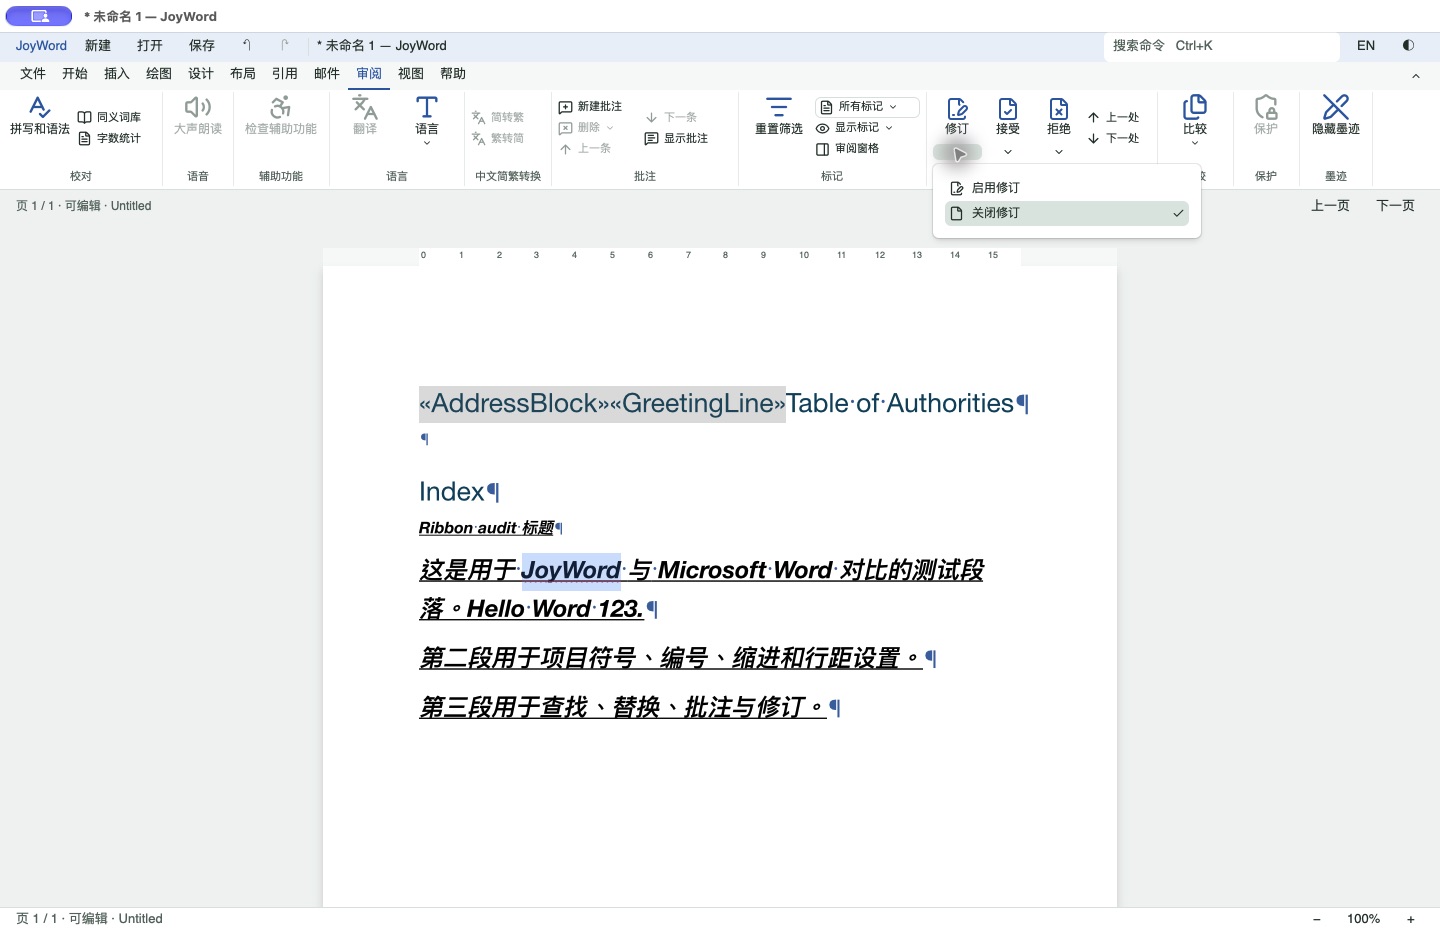 * 未命名 1 — JoyWord
JoyWord 新建 打开 保存 * 未命名 1 — JoyWord 搜索命令 Ctrl+K EN
文件 开始 插入 绘图 设计 布局 引用 邮件 审阅 视图 帮助
拼写和语法 同义词库 字数统计 大声朗读 检查辅助功能 翻译 语言 简转繁 繁转简 新建批注 删除 上一条 下一条 显示批注 重置筛选 所有标记 显示标记 审阅窗格 修订 接受 拒绝 上一处 下一处 比较 保护 隐藏墨迹
校对 语音 辅助功能 语言 中文简繁转换 批注 标记 保护 墨迹
启用修订
关闭修订
页 1 / 1 · 可编辑 · Untitled 上一页 下一页
0 1 2 3 4 5 6 7 8 9 10 11 12 13 14 15
«AddressBlock»«GreetingLine»Table·of·Authorities¶
¶
Index¶
Ribbon·audit·标题¶
这是用于·JoyWord·与·Microsoft·Word·对比的测试段
落。Hello·Word·123.¶
第二段用于项目符号、编号、缩进和行距设置。¶
第三段用于查找、替换、批注与修订。¶
页 1 / 1 · 可编辑 · Untitled − 100% +